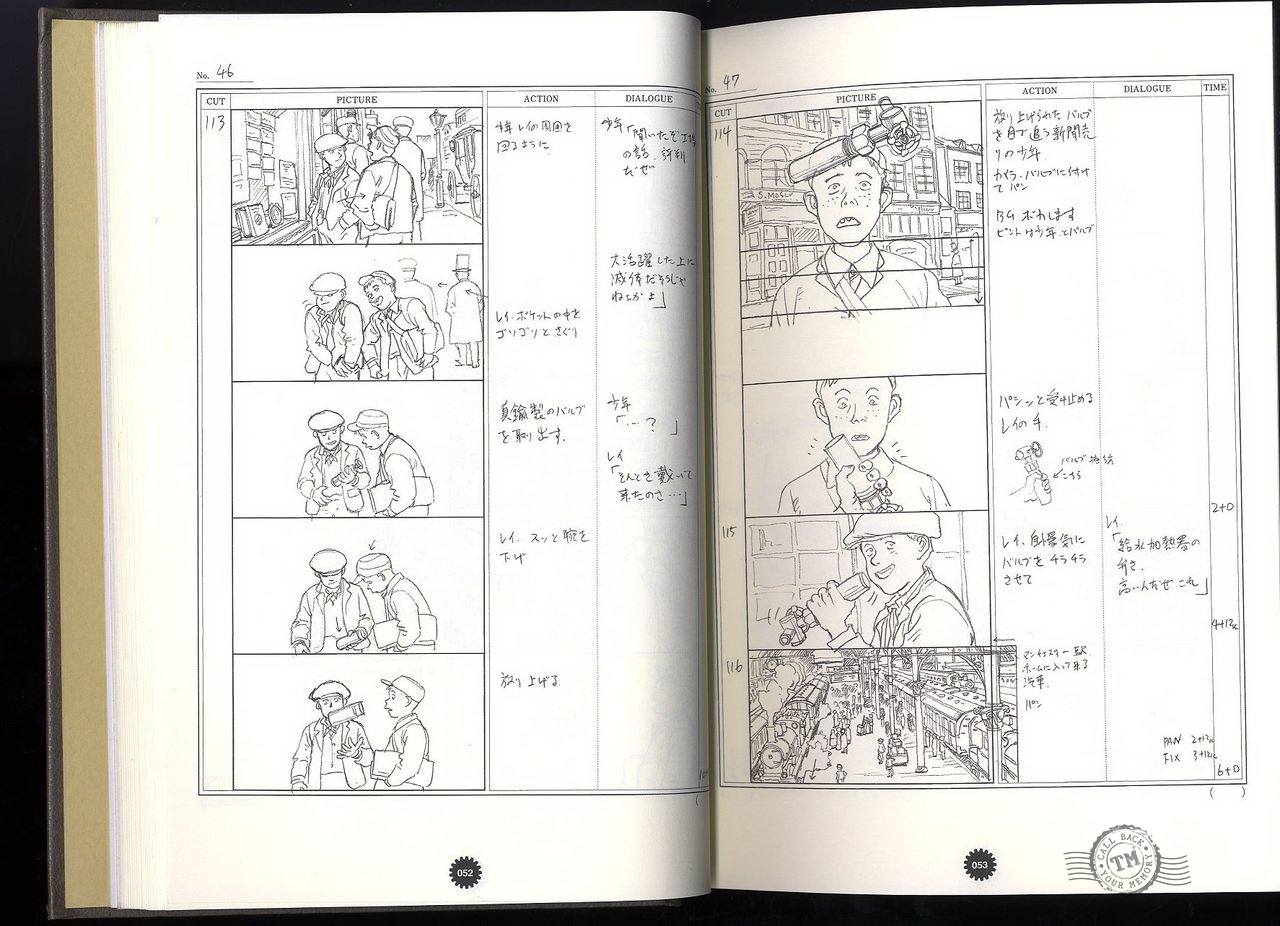 No. 46
CUT PICTURE ACTION DIALOGUE
113
少年 レイの周囲を
回るように
少年「聞いたぞ 工場
の話、評判
だぜ
大活躍した上に
減俸だそうじゃ
ねえかよ」
レイ、ポケットの中を
ゴソゴソとさぐり
真鍮製のバルブ
を取り出す。
少年
「…?」
レイ
「そんとき戴いて
来たのさ…」
レイ、スッと腕を
下げ
放り上げる
052
No. 47
CUT PICTURE ACTION DIALOGUE TIME
114
S. Mos
放り上げられたバルブ
を目で追う新聞売
りの少年。
カメラ、バルブに付け
て パン
BG ボカします
ピントは少年とバルブ
パシッと受け止める
レイの手。
バルブ
こちら
2+0
115
レイ、自慢気に
バルブを チラチラ
させて
レイ
「給水加熱器の
弁さ。
高いんだぜ これ」
4+12K
116
マンチェスター駅
ホームに入って来る
汽車。
パン
PAN 2+12K
FIX 3+12K
6+0
( )
053
CALL BACK
TM
YOUR MEMORY